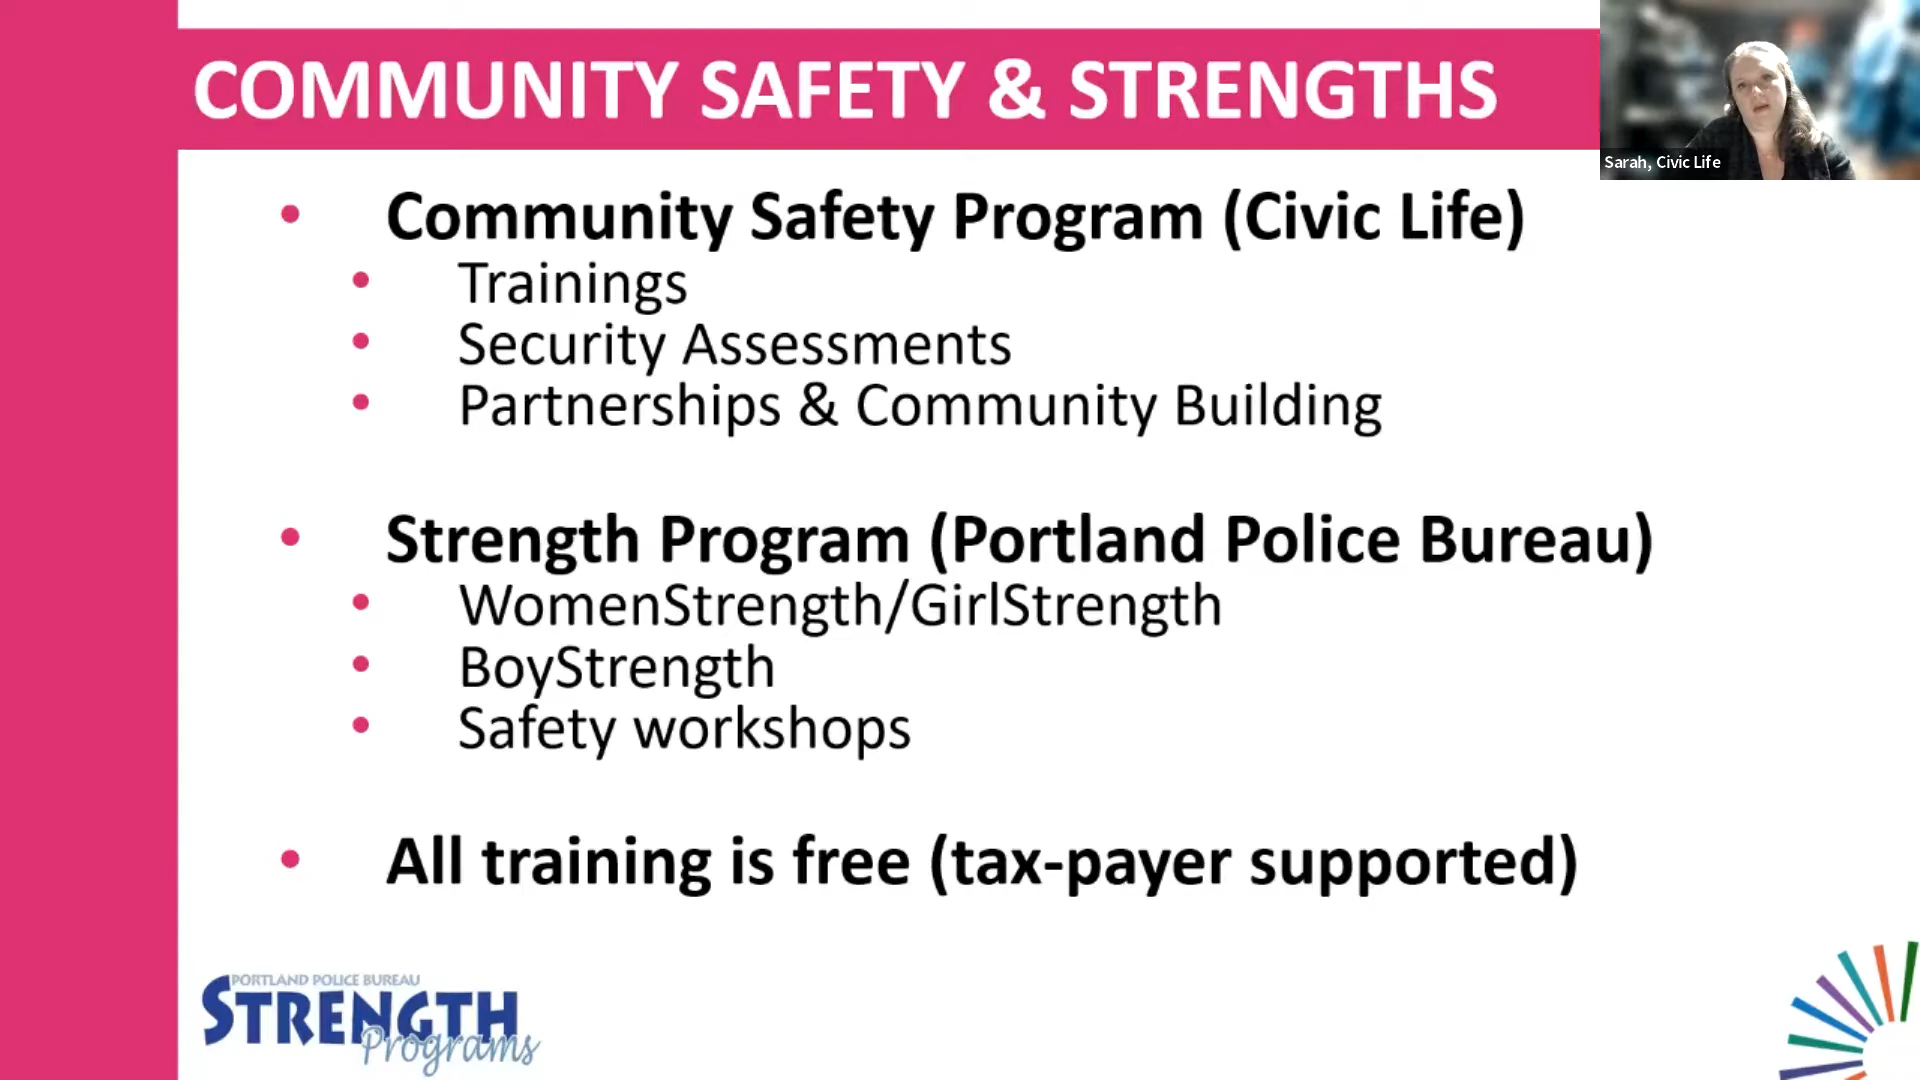 COMMUNITY SAFETY & STRENGTHS
Sarah, Civic Life
• Community Safety Program (Civic Life)
• Trainings
• Security Assessments
• Partnerships & Community Building
• Strength Program (Portland Police Bureau)
• WomenStrength/GirlStrength
• BoyStrength
• Safety workshops
• All training is free (tax-payer supported)
PORTLAND POLICE BUREAU
STRENGTH
Programs